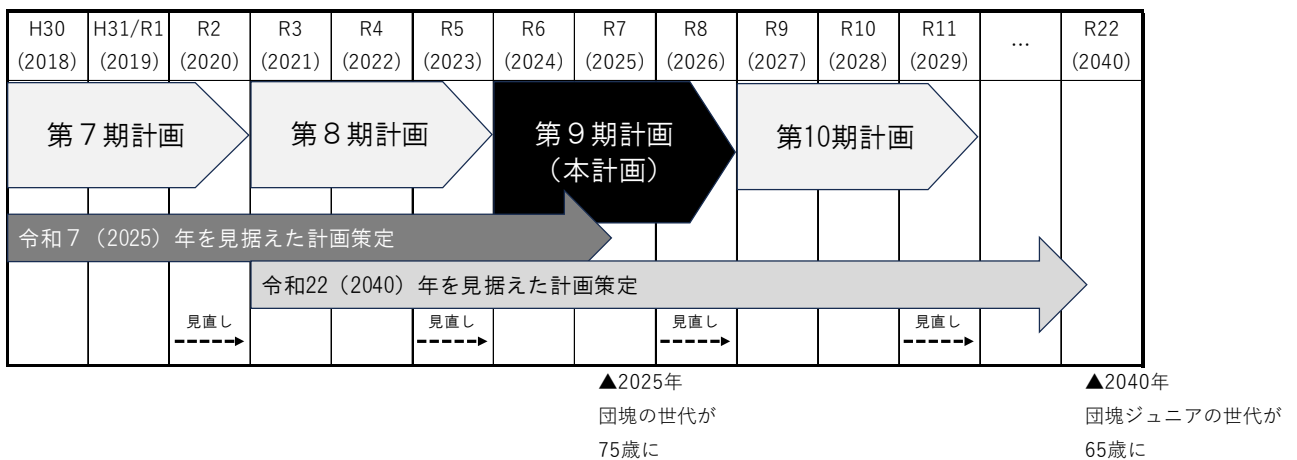 H30 H31/R1 R2 R3 R4 R5 R6 R7 R8 R9 R10 R11 … R22
(2018) (2019) (2020) (2021) (2022) (2023) (2024) (2025) (2026) (2027) (2028) (2029) (2040)
第７期計画 第８期計画 第９期計画 第10期計画
（本計画）
令和７（2025）年を見据えた計画策定
令和22（2040）年を見据えた計画策定
見直し 見直し 見直し 見直し
▲2025年 ▲2040年
団塊の世代が 団塊ジュニアの世代が
75歳に 65歳に